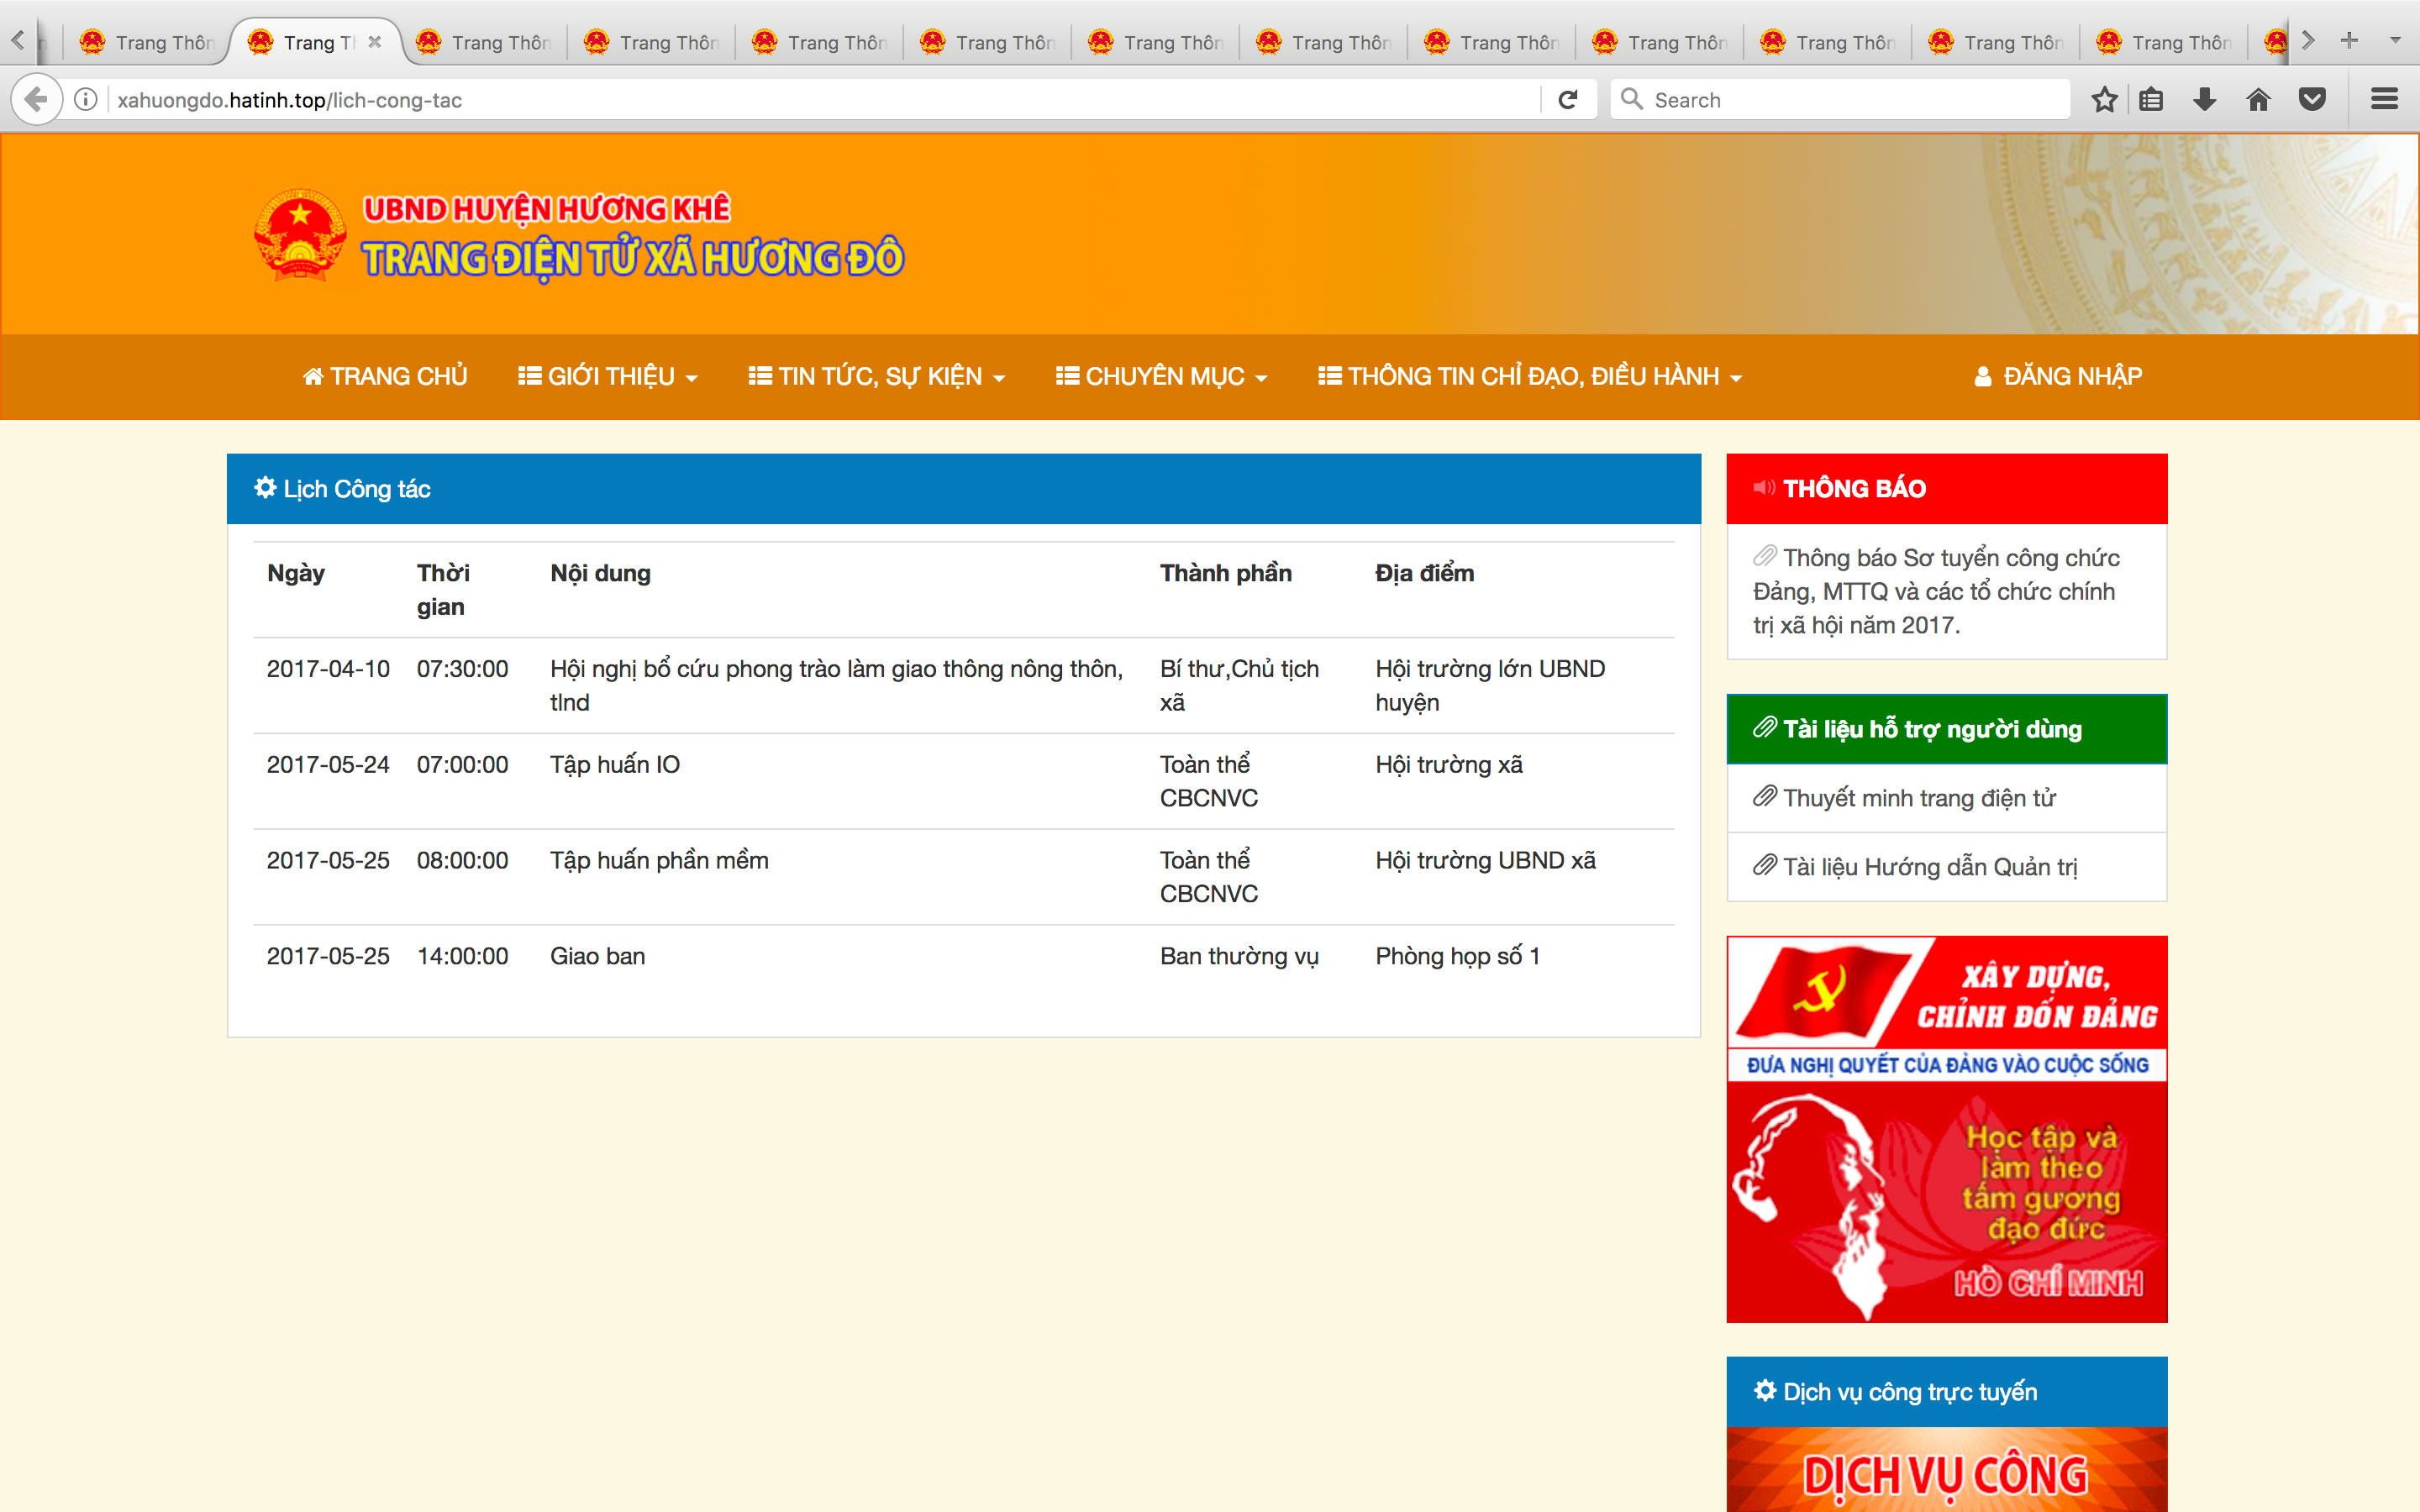 Trang Thôn
Trang Th
Trang Thôn
Trang Thôn
Trang Thôn
Trang Thôn
Trang Thôn
Trang Thôn
Trang Thôn
Trang Thôn
Trang Thôn
Trang Thôn
Trang Thôn
xahuongdo.hatinh.top/lich-cong-tac
Search
UBND HUYỆN HƯƠNG KHÊ
TRANG ĐIỆN TỬ XÃ HƯƠNG ĐÔ
TRANG CHỦ
GIỚI THIỆU
TIN TỨC, SỰ KIỆN
CHUYÊN MỤC
THÔNG TIN CHỈ ĐẠO, ĐIỀU HÀNH
ĐĂNG NHẬP
Lịch Công tác
Ngày Thời gian Nội dung Thành phần Địa điểm
2017-04-10 07:30:00 Hội nghị bổ cứu phong trào làm giao thông nông thôn, tlnd Bí thư,Chủ tịch xã Hội trường lớn UBND huyện
2017-05-24 07:00:00 Tập huấn IO Toàn thể CBCNVC Hội trường xã
2017-05-25 08:00:00 Tập huấn phần mềm Toàn thể CBCNVC Hội trường UBND xã
2017-05-25 14:00:00 Giao ban Ban thường vụ Phòng họp số 1
THÔNG BÁO
Thông báo Sơ tuyển công chức
Đảng, MTTQ và các tổ chức chính
trị xã hội năm 2017.
Tài liệu hỗ trợ người dùng
Thuyết minh trang điện tử
Tài liệu Hướng dẫn Quản trị
XÂY DỰNG,
CHỈNH ĐỐN ĐẢNG
ĐƯA NGHỊ QUYẾT CỦA ĐẢNG VÀO CUỘC SỐNG
Học tập và
làm theo
tấm gương
đạo đức
HỒ CHÍ MINH
Dịch vụ công trực tuyến
DỊCH VỤ CÔNG